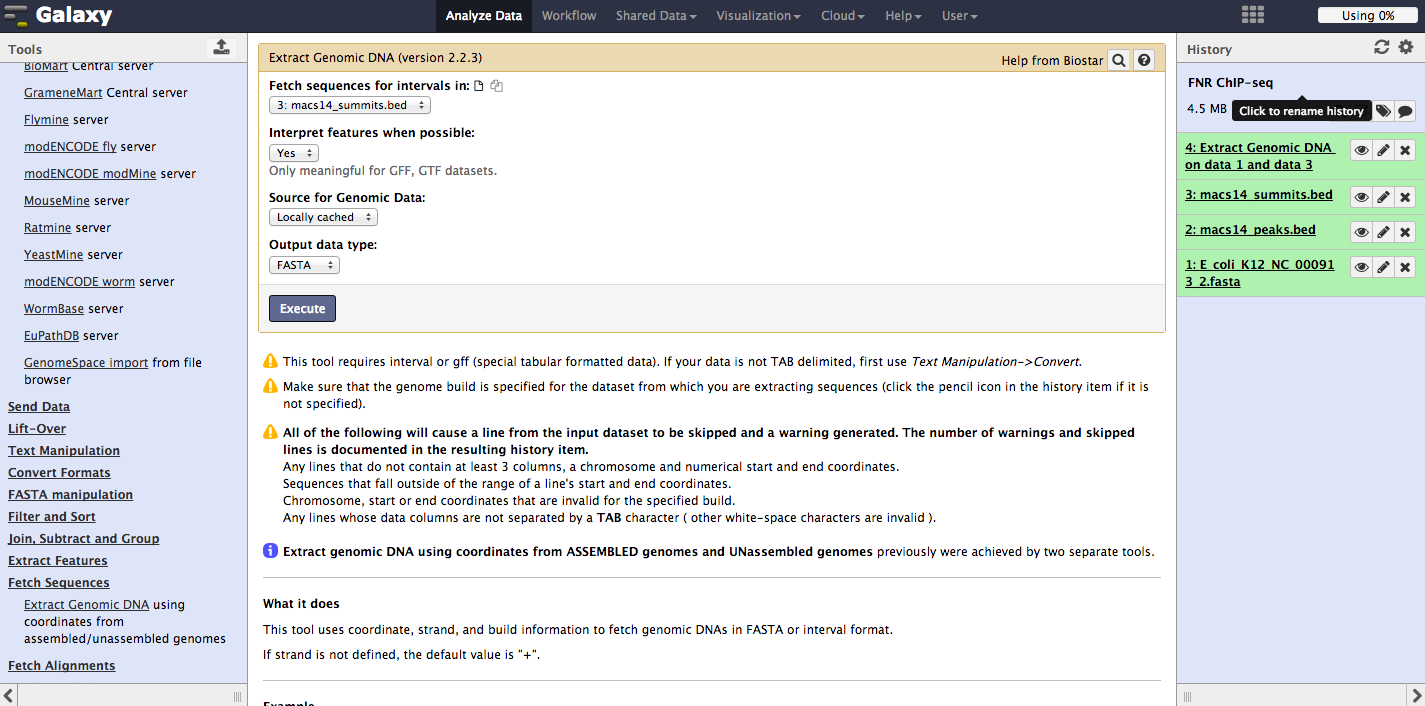 Galaxy
Analyze Data
Workflow
Shared Data
Visualization
Cloud
Help
User
Using 0%
Tools
BioMart Central server
GrameneMart Central server
Flymine server
modENCODE fly server
modENCODE modMine server
MouseMine server
Ratmine server
YeastMine server
modENCODE worm server
WormBase server
EuPathDB server
GenomeSpace import from file
browser
Send Data
Lift-Over
Text Manipulation
Convert Formats
FASTA manipulation
Filter and Sort
Join, Subtract and Group
Extract Features
Fetch Sequences
Extract Genomic DNA using
coordinates from
assembled/unassembled genomes
Fetch Alignments
Extract Genomic DNA (version 2.2.3)
Help from Biostar
Fetch sequences for intervals in:
3: macs14_summits.bed
Interpret features when possible:
Yes
Only meaningful for GFF, GTF datasets.
Source for Genomic Data:
Locally cached
Output data type:
FASTA
Execute
This tool requires interval or gff (special tabular formatted data). If your data is not TAB delimited, first use Text Manipulation->Convert.
Make sure that the genome build is specified for the dataset from which you are extracting sequences (click the pencil icon in the history item if it is
not specified).
All of the following will cause a line from the input dataset to be skipped and a warning generated. The number of warnings and skipped
lines is documented in the resulting history item.
Any lines that do not contain at least 3 columns, a chromosome and numerical start and end coordinates.
Sequences that fall outside of the range of a line's start and end coordinates.
Chromosome, start or end coordinates that are invalid for the specified build.
Any lines whose data columns are not separated by a TAB character ( other white-space characters are invalid ).
Extract genomic DNA using coordinates from ASSEMBLED genomes and UNassembled genomes previously were achieved by two separate tools.
What it does
This tool uses coordinate, strand, and build information to fetch genomic DNAs in FASTA or interval format.
If strand is not defined, the default value is "+".
Example
History
FNR ChIP-seq
4.5 MB
Click to rename history
4: Extract Genomic DNA
on data 1 and data 3
3: macs14_summits.bed
2: macs14_peaks.bed
1: E_coli_K12_NC_00091
3_2.fasta